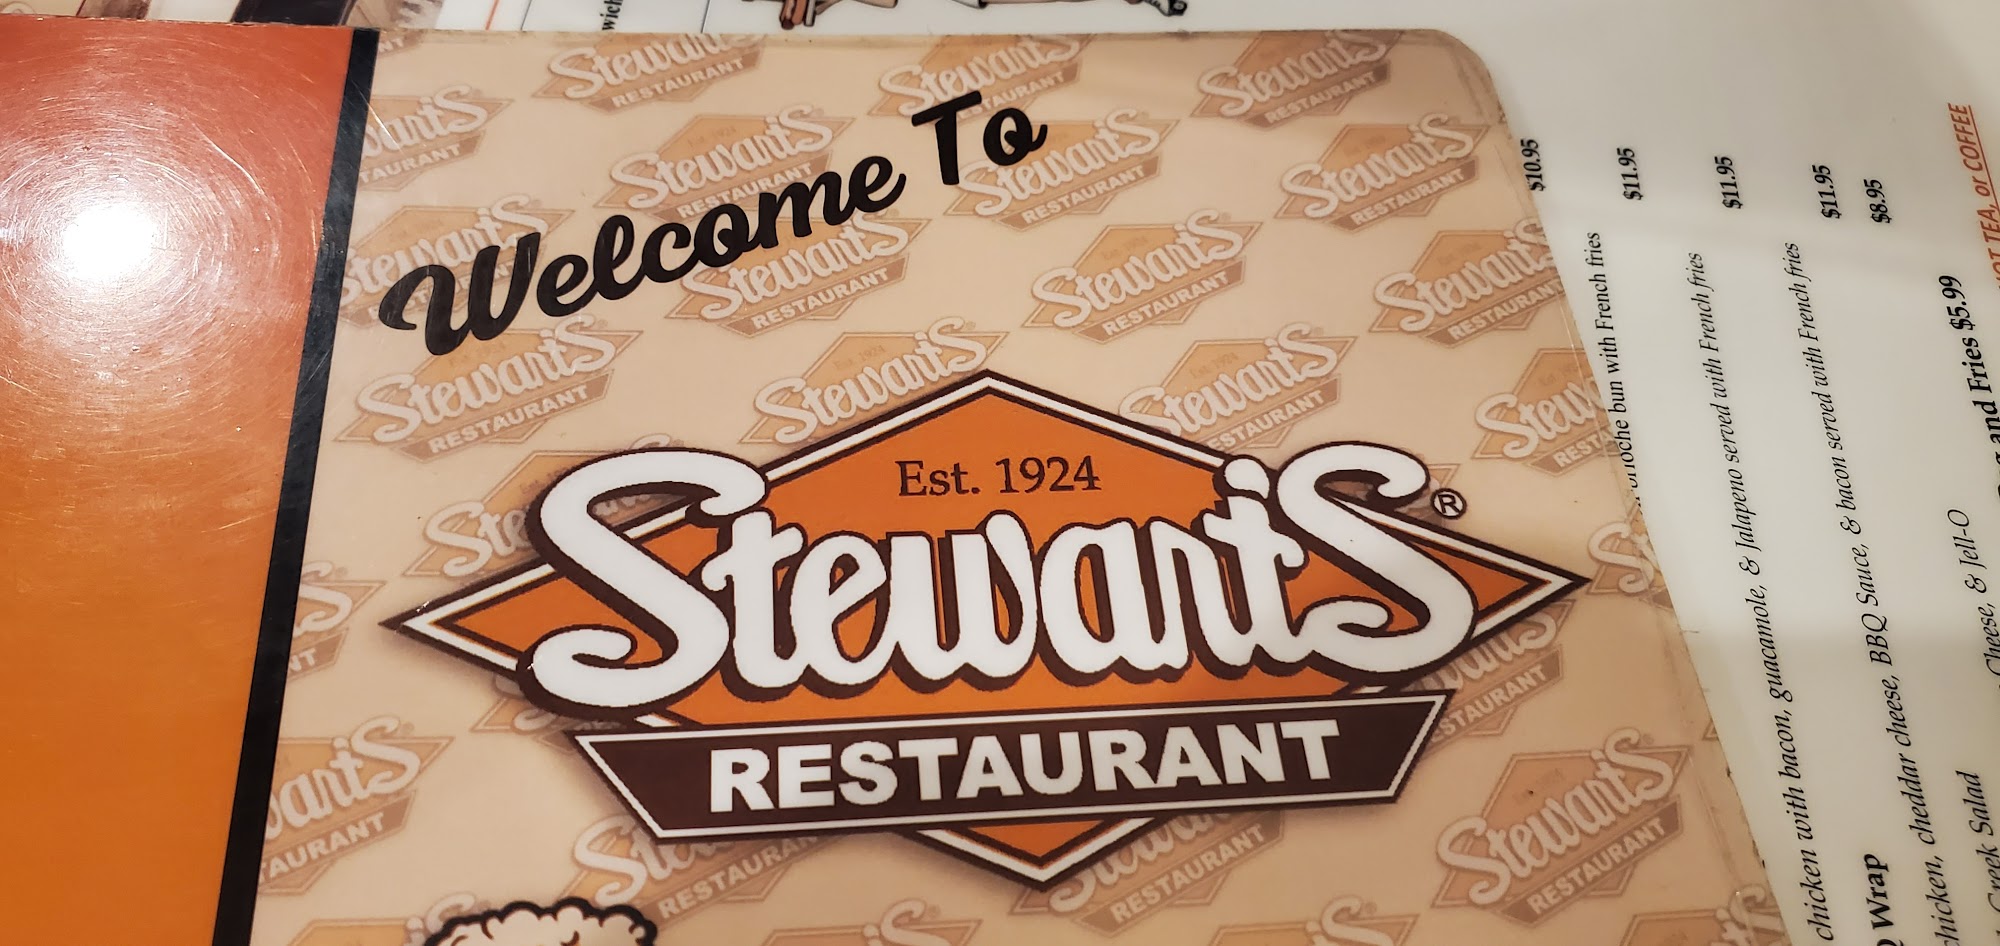 Welcome To
Est. 1924
Stewart's®
RESTAURANT
$10.95
bun with French fries
$11.95
& Jalapeno served with French fries
$11.95
chicken with bacon, guacamole,
& bacon served with French fries
$11.95
chicken, cheddar cheese, BBQ Sauce,
Wrap
$8.95
and Fries $5.99
Cheese, & Jell-O
Greek Salad
TEA, or COFFEE